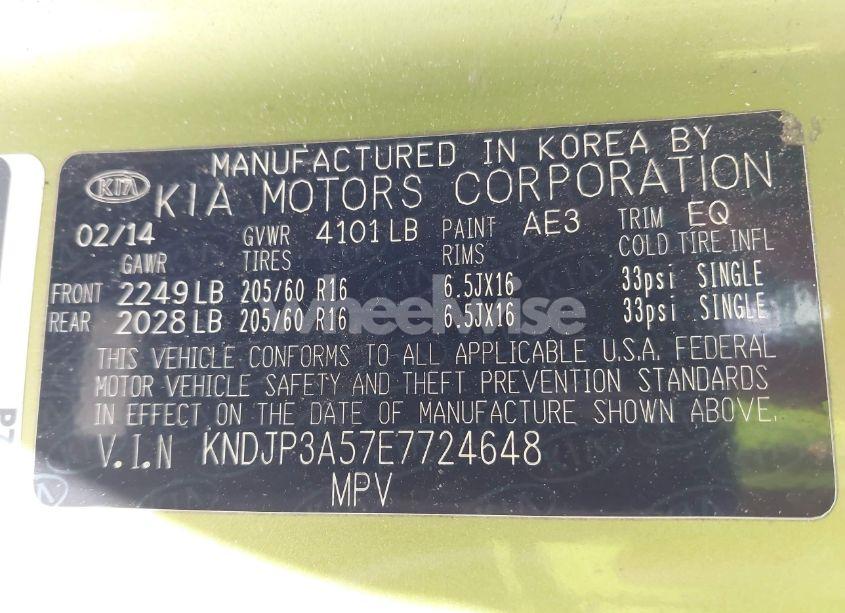 MANUFACTURED IN KOREA BY
KIA KIA MOTORS CORPORATION
02/14 GVWR 4101 LB PAINT AE3 TRIM EQ
GAWR TIRES RIMS COLD TIRE INFL
FRONT 2249 LB 205/60 R16 6.5JX16 33psi SINGLE
REAR 2028 LB 205/60 R16 6.5JX16 33psi SINGLE
wheelwise
THIS VEHICLE CONFORMS TO ALL APPLICABLE U.S.A. FEDERAL
MOTOR VEHICLE SAFETY AND THEFT PREVENTION STANDARDS
IN EFFECT ON THE DATE OF MANUFACTURE SHOWN ABOVE.
V.I.N KNDJP3A57E7724648
MPV